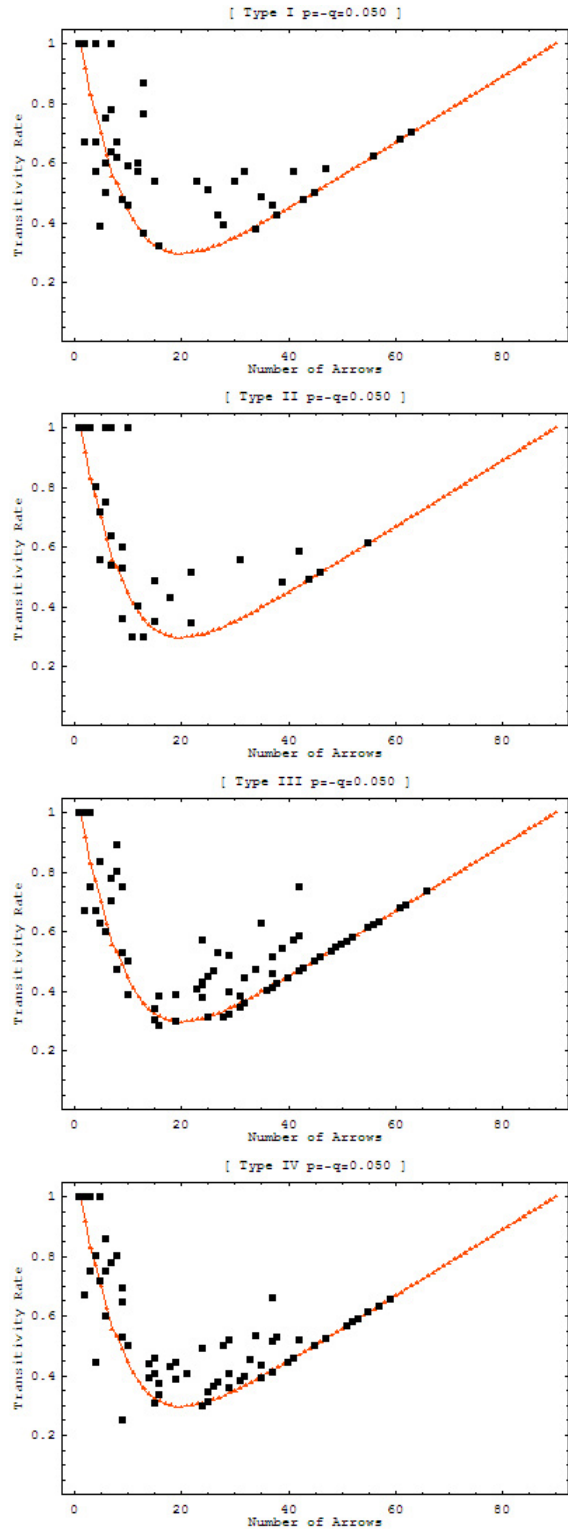 [ Type I p=-q=0.050 ]
1
0.8
0.6
0.4
0.2
Transitivity Rate
0 20 40 60 80
Number of Arrows
[ Type II p=-q=0.050 ]
1
0.8
0.6
0.4
0.2
Transitivity Rate
0 20 40 60 80
Number of Arrows
[ Type III p=-q=0.050 ]
1
0.8
0.6
0.4
0.2
Transitivity Rate
0 20 40 60 80
Number of Arrows
[ Type IV p=-q=0.050 ]
1
0.8
0.6
0.4
0.2
Transitivity Rate
0 20 40 60 80
Number of Arrows